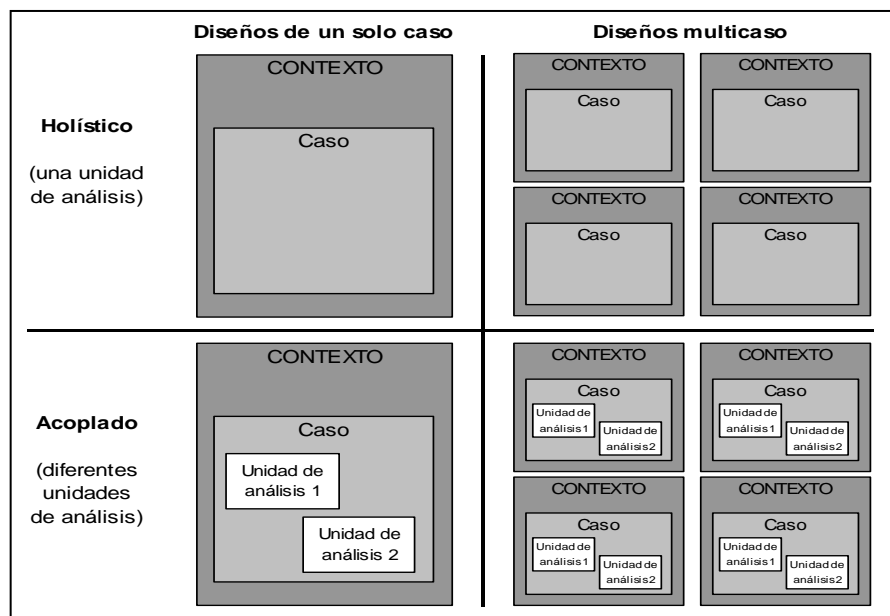 Diseños de un solo caso
Diseños multicaso
Holístico
(una unidad
de análisis)
CONTEXTO
Caso
CONTEXTO
Caso
CONTEXTO
Caso
CONTEXTO
Caso
CONTEXTO
Caso
Acoplado
(diferentes
unidades
de análisis)
CONTEXTO
Caso
Unidad de
análisis 1
Unidad de
análisis 2
CONTEXTO
Caso
Unidad de
análisis1
Unidad de
análisis2
CONTEXTO
Caso
Unidad de
análisis1
Unidad de
análisis2
CONTEXTO
Caso
Unidad de
análisis1
Unidad de
análisis2
CONTEXTO
Caso
Unidad de
análisis1
Unidad de
análisis2